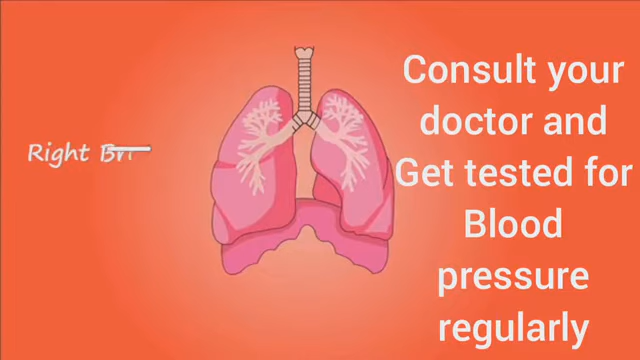 Right
Consult your
doctor and
Get tested for
Blood
pressure
regularly